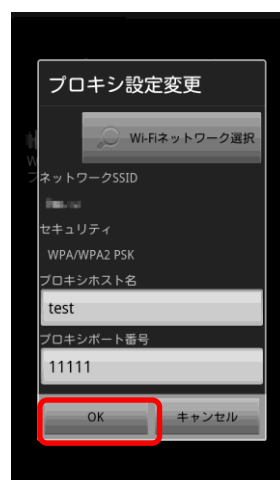 プロキシ設定変更
Wi-Fiネットワーク選択
ネットワークSSID
セキュリティ
WPA/WPA2 PSK
プロキシホスト名
test
プロキシポート番号
11111
OK
キャンセル